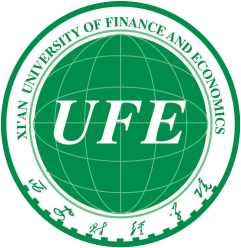 XI'AN UNIVERSITY OF FINANCE AND ECONOMICS
UFE
西安财经学院